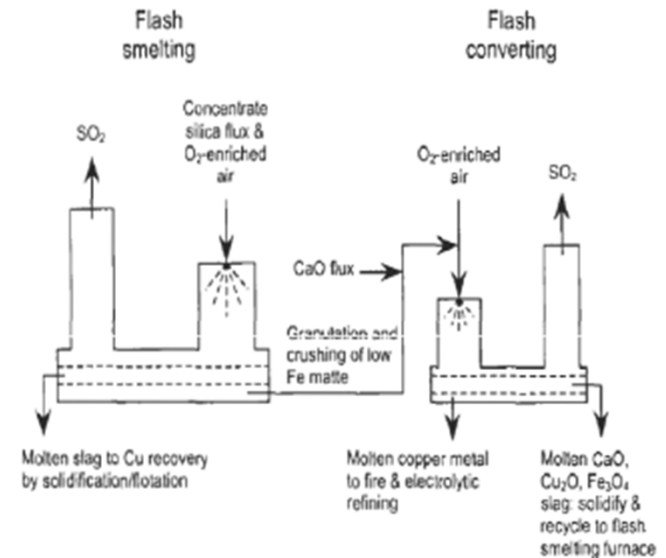 Flash
smelting
Flash
converting
Concentrate
silica flux &
O₂-enriched
air
SO₂
O₂-enriched
air
SO₂
CaO flux
Granulation and
crushing of low
Fe matte
Molten slag to Cu recovery
by solidification/flotation
Molten copper metal
to fire & electrolytic
refining
Molten CaO,
Cu₂O, Fe₃O₄
slag: solidify &
recycle to flash
smelting furnace